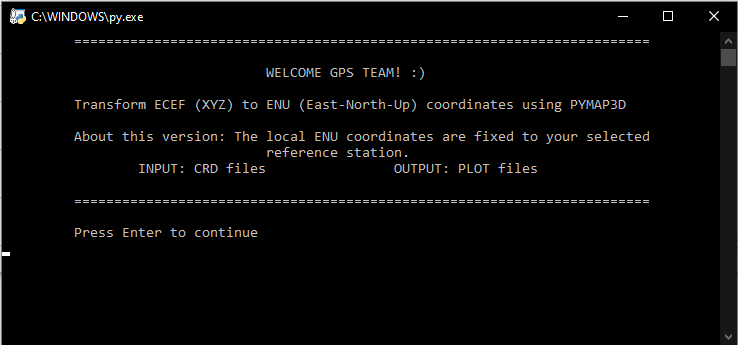 C:\WINDOWS\py.exe
========================================================================
WELCOME GPS TEAM! :)
Transform ECEF (XYZ) to ENU (East-North-Up) coordinates using PYMAP3D
About this version: The local ENU coordinates are fixed to your selected
reference station.
INPUT: CRD files OUTPUT: PLOT files
========================================================================
Press Enter to continue